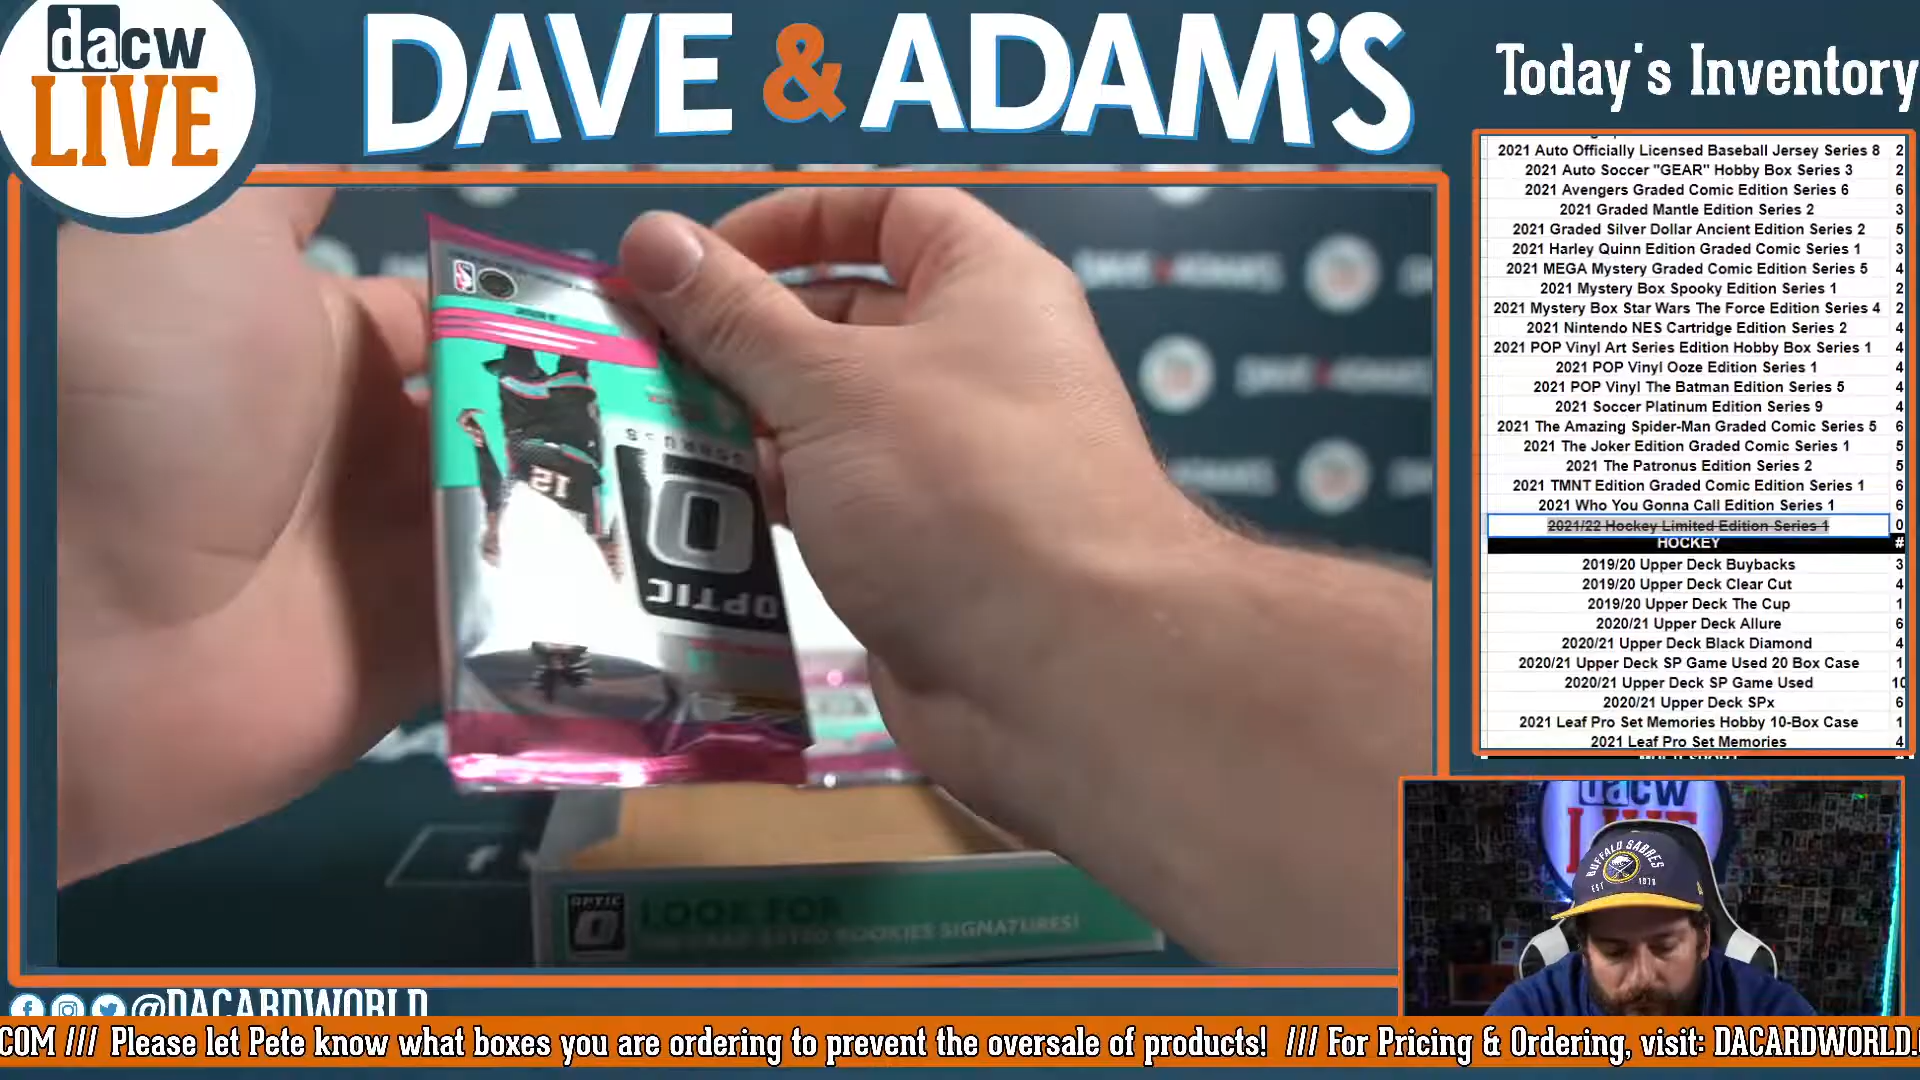 dacw
LIVE
DAVE & ADAM'S
Today's Inventory
2021 Auto Officially Licensed Baseball Jersey Series 8 2
2021 Auto Soccer "GEAR" Hobby Box Series 3 2
2021 Avengers Graded Comic Edition Series 6 6
2021 Graded Mantle Edition Series 2 3
2021 Graded Silver Dollar Ancient Edition Series 2 5
2021 Harley Quinn Edition Graded Comic Series 1 3
2021 MEGA Mystery Graded Comic Edition Series 5 4
2021 Mystery Box Spooky Edition Series 1 2
2021 Mystery Box Star Wars The Force Edition Series 4 2
2021 Nintendo NES Cartridge Edition Series 2 4
2021 POP Vinyl Art Series Edition Hobby Box Series 1 4
2021 POP Vinyl Ooze Edition Series 1 4
2021 POP Vinyl The Batman Edition Series 5 4
2021 Soccer Platinum Edition Series 9 4
2021 The Amazing Spider-Man Graded Comic Series 5 6
2021 The Joker Edition Graded Comic Series 1 5
2021 The Patronus Edition Series 2 5
2021 TMNT Edition Graded Comic Edition Series 1 6
2021 Who You Gonna Call Edition Series 1 6
2021/22 Hockey Limited Edition Series 1 0
HOCKEY #
2019/20 Upper Deck Buybacks 3
2019/20 Upper Deck Clear Cut 4
2019/20 Upper Deck The Cup 1
2020/21 Upper Deck Allure 6
2020/21 Upper Deck Black Diamond 4
2020/21 Upper Deck SP Game Used 20 Box Case 1
2020/21 Upper Deck SP Game Used 10
2020/21 Upper Deck SPx 6
2021 Leaf Pro Set Memories Hobby 10-Box Case 1
2021 Leaf Pro Set Memories 4
12
O
OPTIC
OPTIC
LOOK FOR
ROOKIES SIGNATURES!
dacw
BUFFALO SABRES
EST 1970
@DACARDWORLD
COM /// Please let Pete know what boxes you are ordering to prevent the oversale of products! /// For Pricing & Ordering, visit: DACARDWORLD.